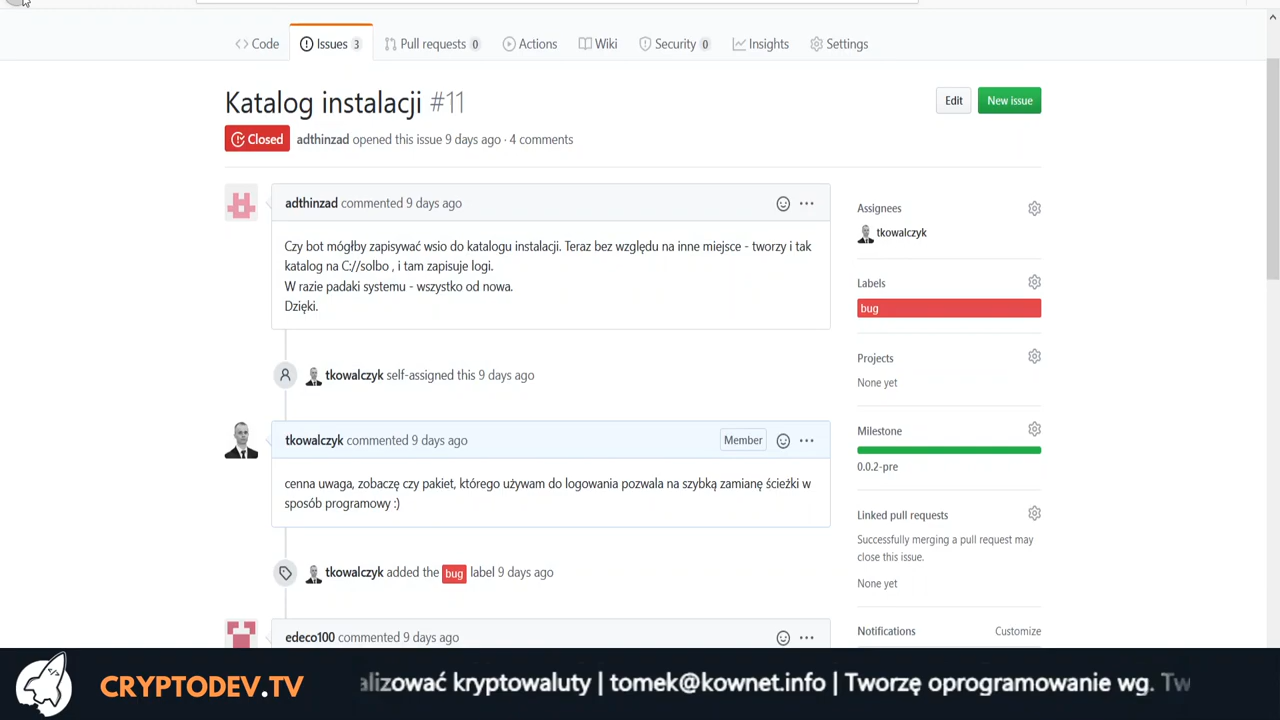 Code Issues 3 Pull requests 0 Actions Wiki Security 0 Insights Settings
Katalog instalacji #11
Edit New issue
Closed adthinzad opened this issue 9 days ago · 4 comments
adthinzad commented 9 days ago
Czy bot mógłby zapisywać wsio do katalogu instalacji. Teraz bez względu na inne miejsce - tworzy i tak
katalog na C://solbo , i tam zapisuje logi.
W razie padaki systemu - wszystko od nowa.
Dzięki.
tkowalczyk self-assigned this 9 days ago
tkowalczyk commented 9 days ago Member
cenna uwaga, zobaczę czy pakiet, którego używam do logowania pozwala na szybką zamianę ścieżki w
sposób programowy :)
tkowalczyk added the bug label 9 days ago
edeco100 commented 9 days ago
Assignees
tkowalczyk
Labels
bug
Projects
None yet
Milestone
0.0.2-pre
Linked pull requests
Successfully merging a pull request may
close this issue.
None yet
Notifications Customize
CRYPTODEV.TV
alizować kryptowaluty | tomek@kownet.info | Tworzę oprogramowanie wg. Tw